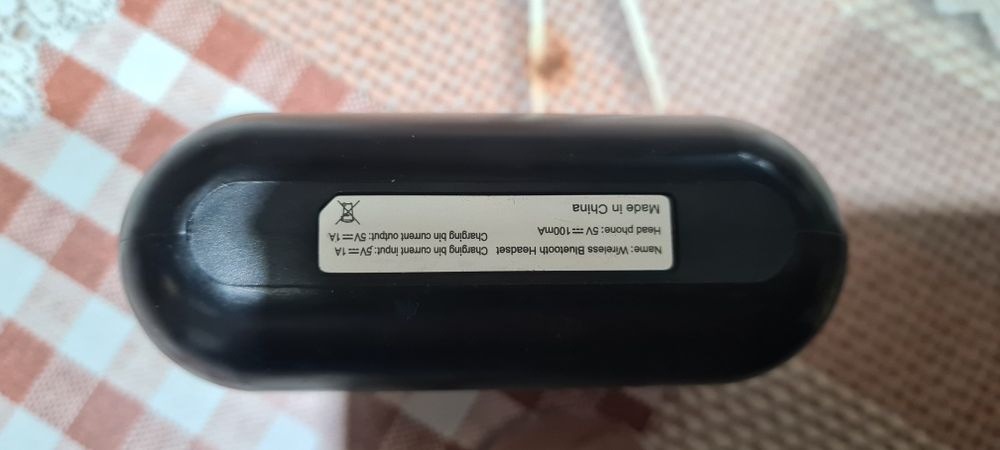 Name: Wireless Bluetooth Headset Charging bin current input: 5V⎓1A
Head phone: 5V⎓100mA Charging bin current output: 5V⎓1A
Made in China